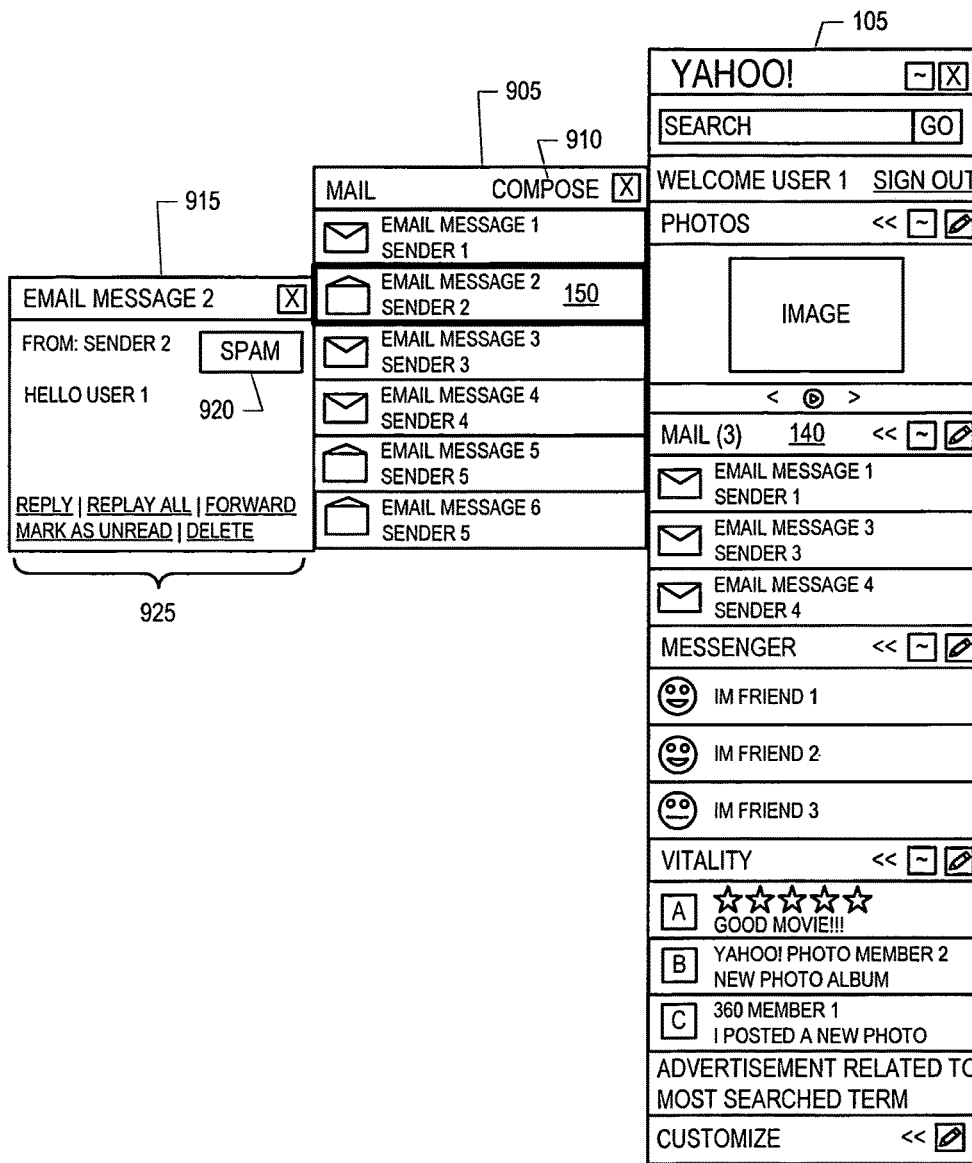 105
YAHOO! ~ X
SEARCH GO
WELCOME USER 1 SIGN OUT
PHOTOS << ~
IMAGE
< >
MAIL (3) 140 << ~
EMAIL MESSAGE 1
SENDER 1
EMAIL MESSAGE 3
SENDER 3
EMAIL MESSAGE 4
SENDER 4
MESSENGER << ~
IM FRIEND 1
IM FRIEND 2
IM FRIEND 3
VITALITY << ~
A
GOOD MOVIE!!!
B YAHOO! PHOTO MEMBER 2
NEW PHOTO ALBUM
C 360 MEMBER 1
I POSTED A NEW PHOTO
ADVERTISEMENT RELATED TO
MOST SEARCHED TERM
CUSTOMIZE <<
905
910
MAIL COMPOSE X
EMAIL MESSAGE 1
SENDER 1
EMAIL MESSAGE 2
SENDER 2 150
EMAIL MESSAGE 3
SENDER 3
EMAIL MESSAGE 4
SENDER 4
EMAIL MESSAGE 5
SENDER 5
EMAIL MESSAGE 6
SENDER 5
915
EMAIL MESSAGE 2 X
FROM: SENDER 2 SPAM
HELLO USER 1 920
REPLY | REPLAY ALL | FORWARD
MARK AS UNREAD | DELETE
925